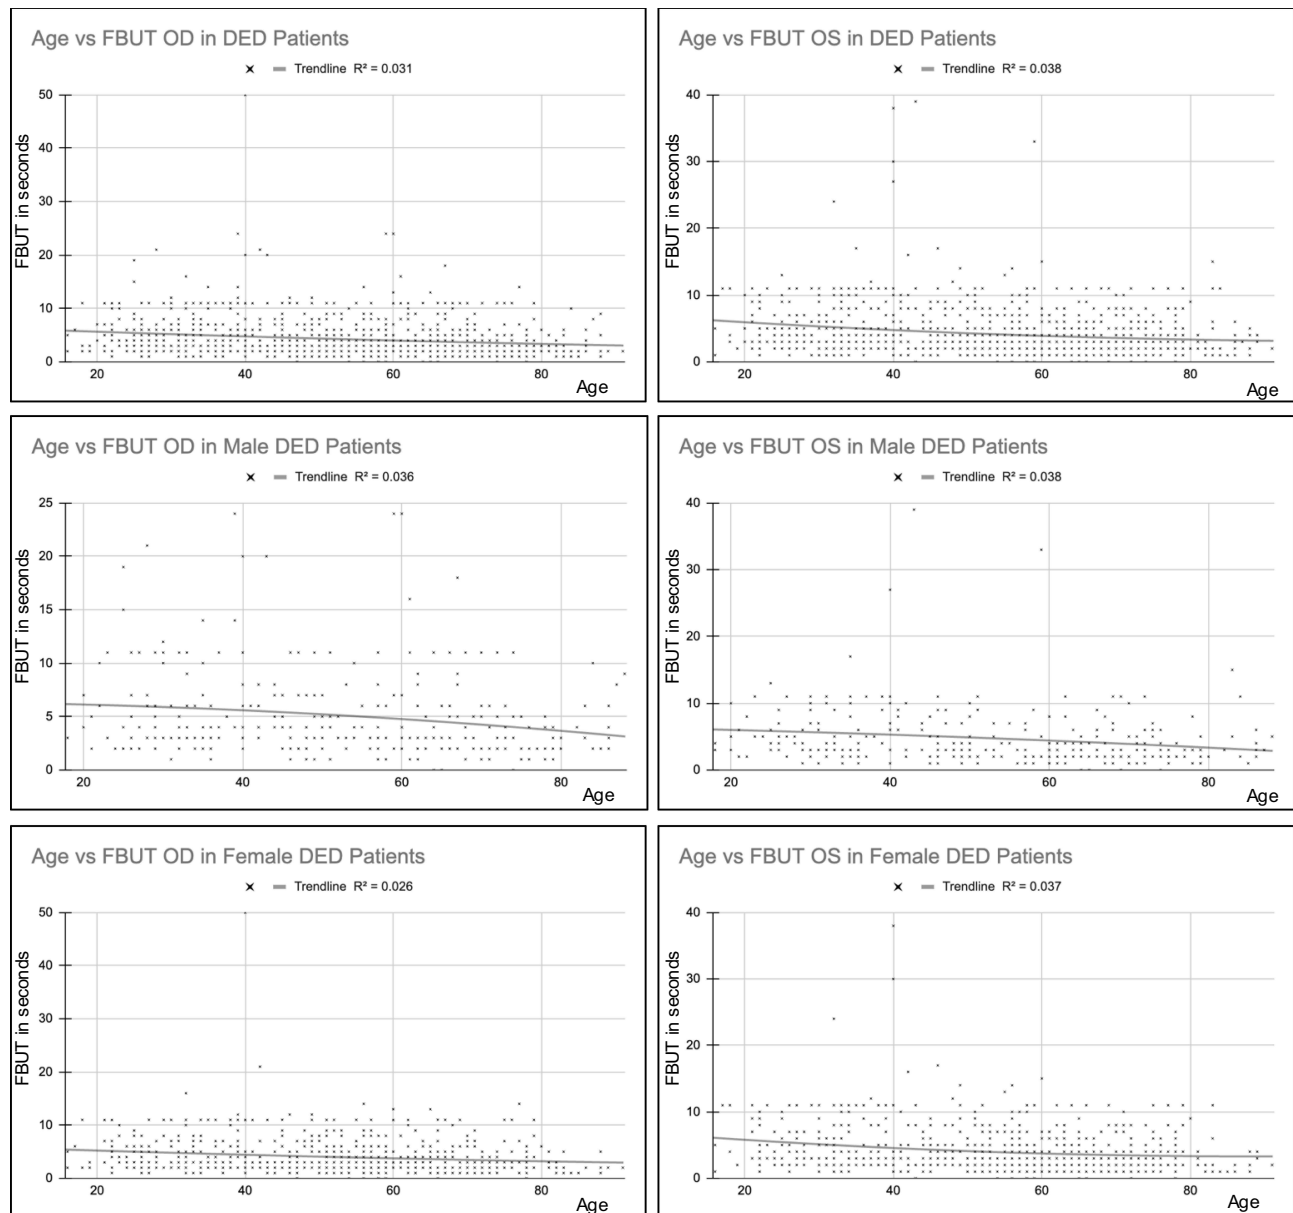 Age vs FBUT OD in DED Patients
Trendline R² = 0.031
FBUT in seconds
50
40
30
20
10
0
20 40 60 80
Age
Age vs FBUT OS in DED Patients
Trendline R² = 0.038
FBUT in seconds
40
30
20
10
0
20 40 60 80
Age
Age vs FBUT OD in Male DED Patients
Trendline R² = 0.036
FBUT in seconds
25
20
15
10
5
0
20 40 60 80
Age
Age vs FBUT OS in Male DED Patients
Trendline R² = 0.038
FBUT in seconds
40
30
20
10
0
20 40 60 80
Age
Age vs FBUT OD in Female DED Patients
Trendline R² = 0.026
FBUT in seconds
50
40
30
20
10
0
20 40 60 80
Age
Age vs FBUT OS in Female DED Patients
Trendline R² = 0.037
FBUT in seconds
40
30
20
10
0
20 40 60 80
Age